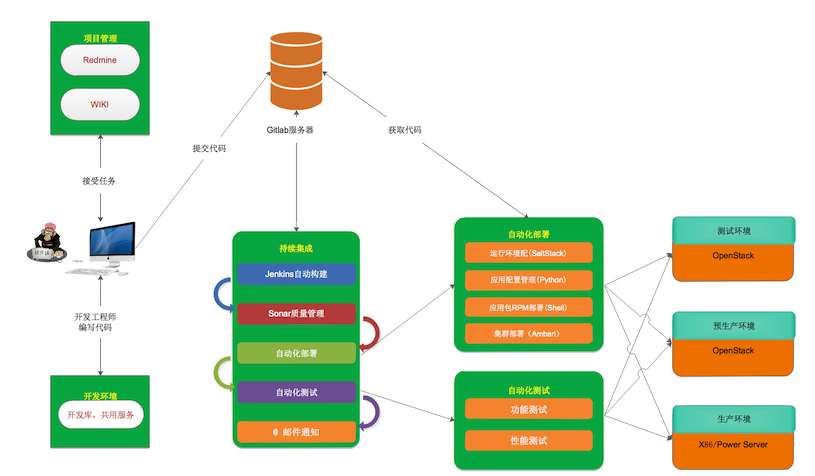 项目管理
Redmine
WIKI
接受任务
开发工程师
编写代码
开发环境
开发库，共用服务
提交代码
Gitlab服务器
获取代码
持续集成
Jenkins自动构建
Sonar质量管理
自动化部署
自动化测试
@ 邮件通知
自动化部署
运行环境配(SaltStack)
应用配置管理(Python)
应用包RPM部署(Shell)
集群部署（Ambari）
自动化测试
功能测试
性能测试
测试环境
OpenStack
预生产环境
OpenStack
生产环境
X86/Power Server